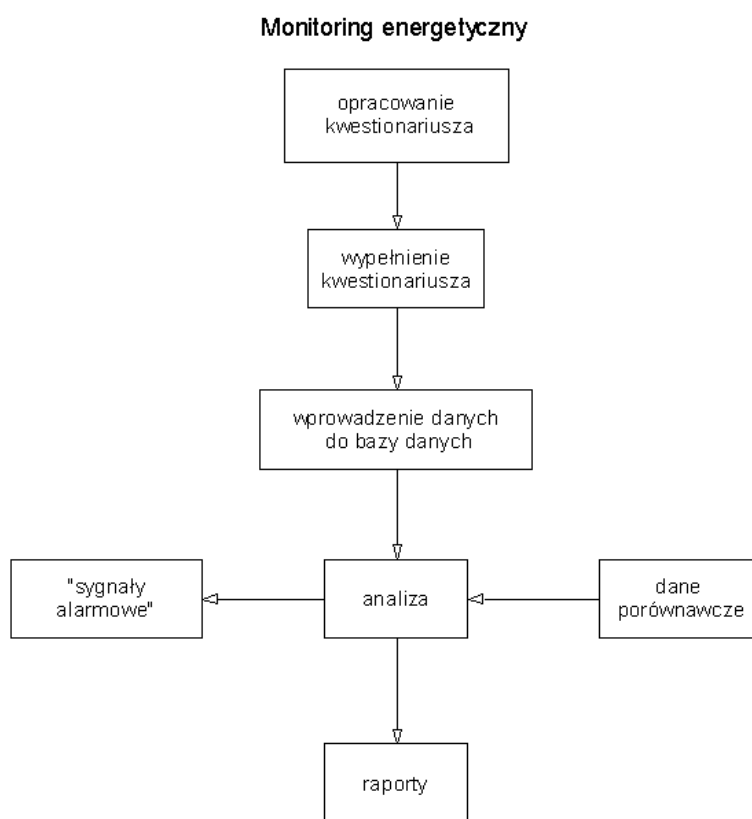 Monitoring energetyczny
opracowanie
kwestionariusza
wypełnienie
kwestionariusza
wprowadzenie danych
do bazy danych
"sygnały
alarmowe"
analiza
dane
porównawcze
raporty